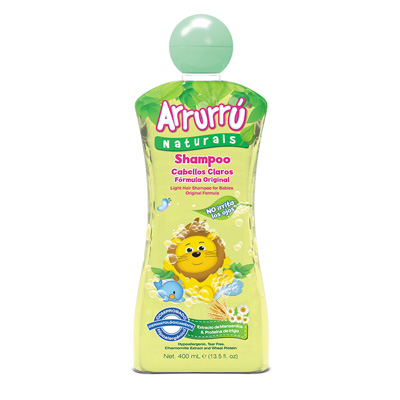 Arrurrú
Naturals
Shampoo
Cabellos Claros
Fórmula Original
Light Hair Shampoo for Babies
Original Formula
NO irrita
los ojos
COMPROBADO
DERMATOLÓGICAMENTE
Extracto de Manzanilla
& Proteína de trigo
Hypoallergenic, Tear Free,
Chamomile Extract and Wheat Protein
Net. 400 mL ℮ (13.5 fl. oz)